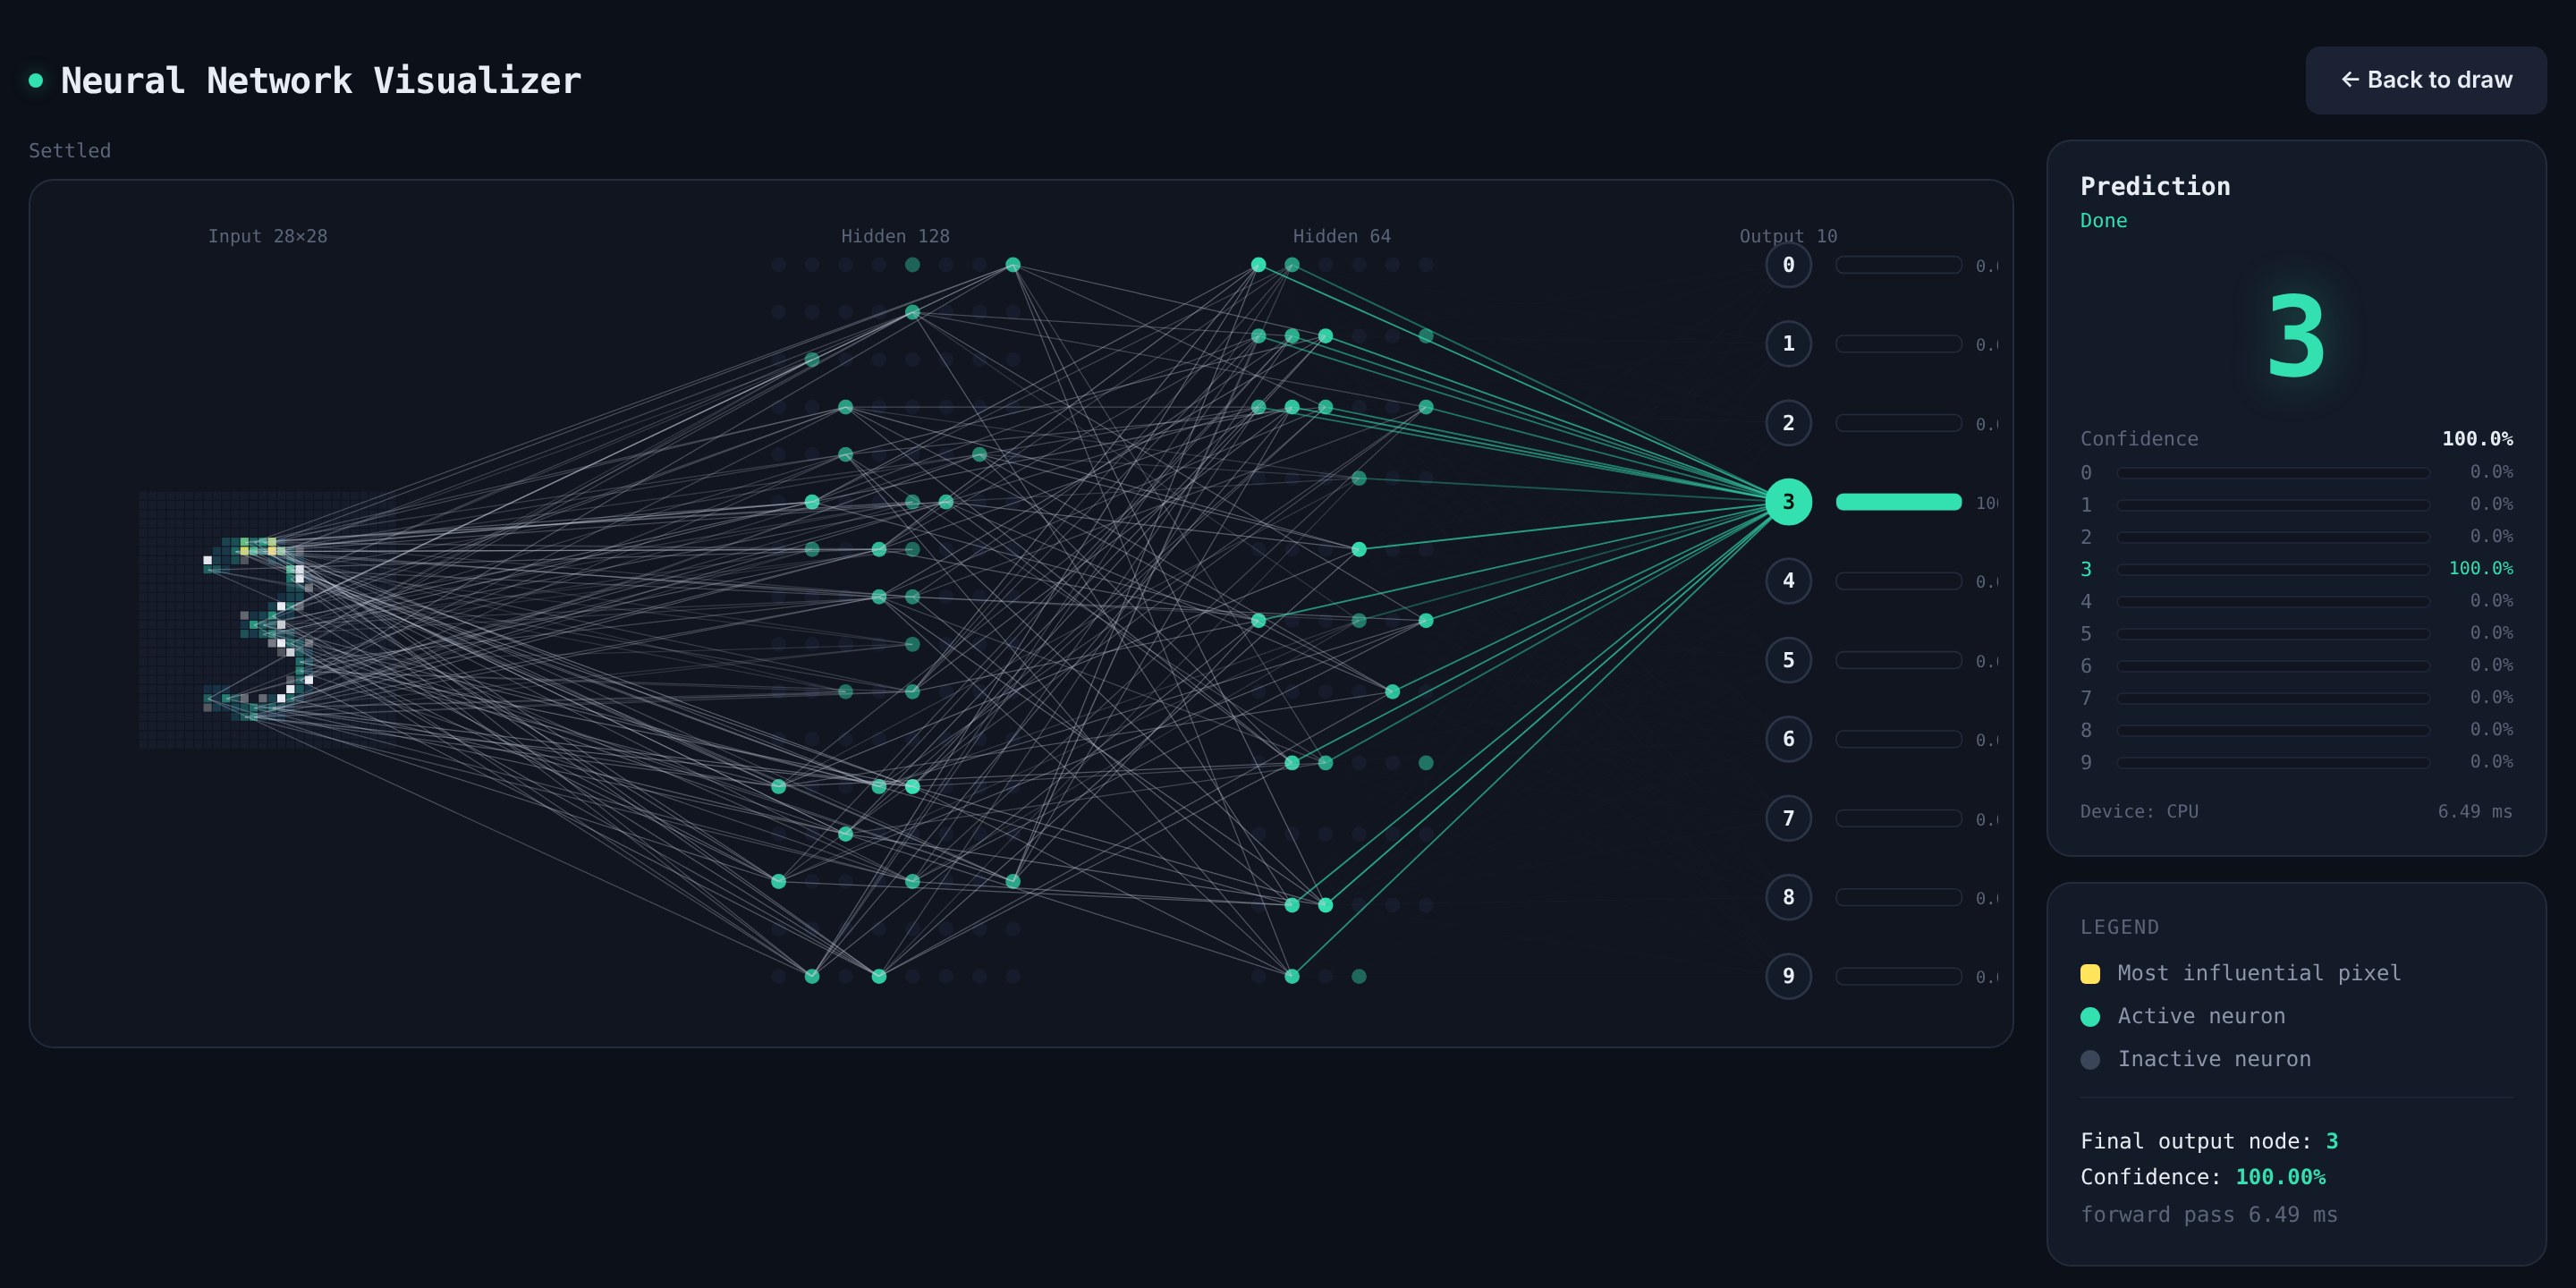 Neural Network Visualizer
← Back to draw
Settled
Input 28×28
Hidden 128
Hidden 64
Output 10
0
1
2
3
4
5
6
7
8
9
Prediction
Done
3
Confidence 100.0%
0 0.0%
1 0.0%
2 0.0%
3 100.0%
4 0.0%
5 0.0%
6 0.0%
7 0.0%
8 0.0%
9 0.0%
Device: CPU 6.49 ms
LEGEND
Most influential pixel
Active neuron
Inactive neuron
Final output node: 3
Confidence: 100.00%
forward pass 6.49 ms